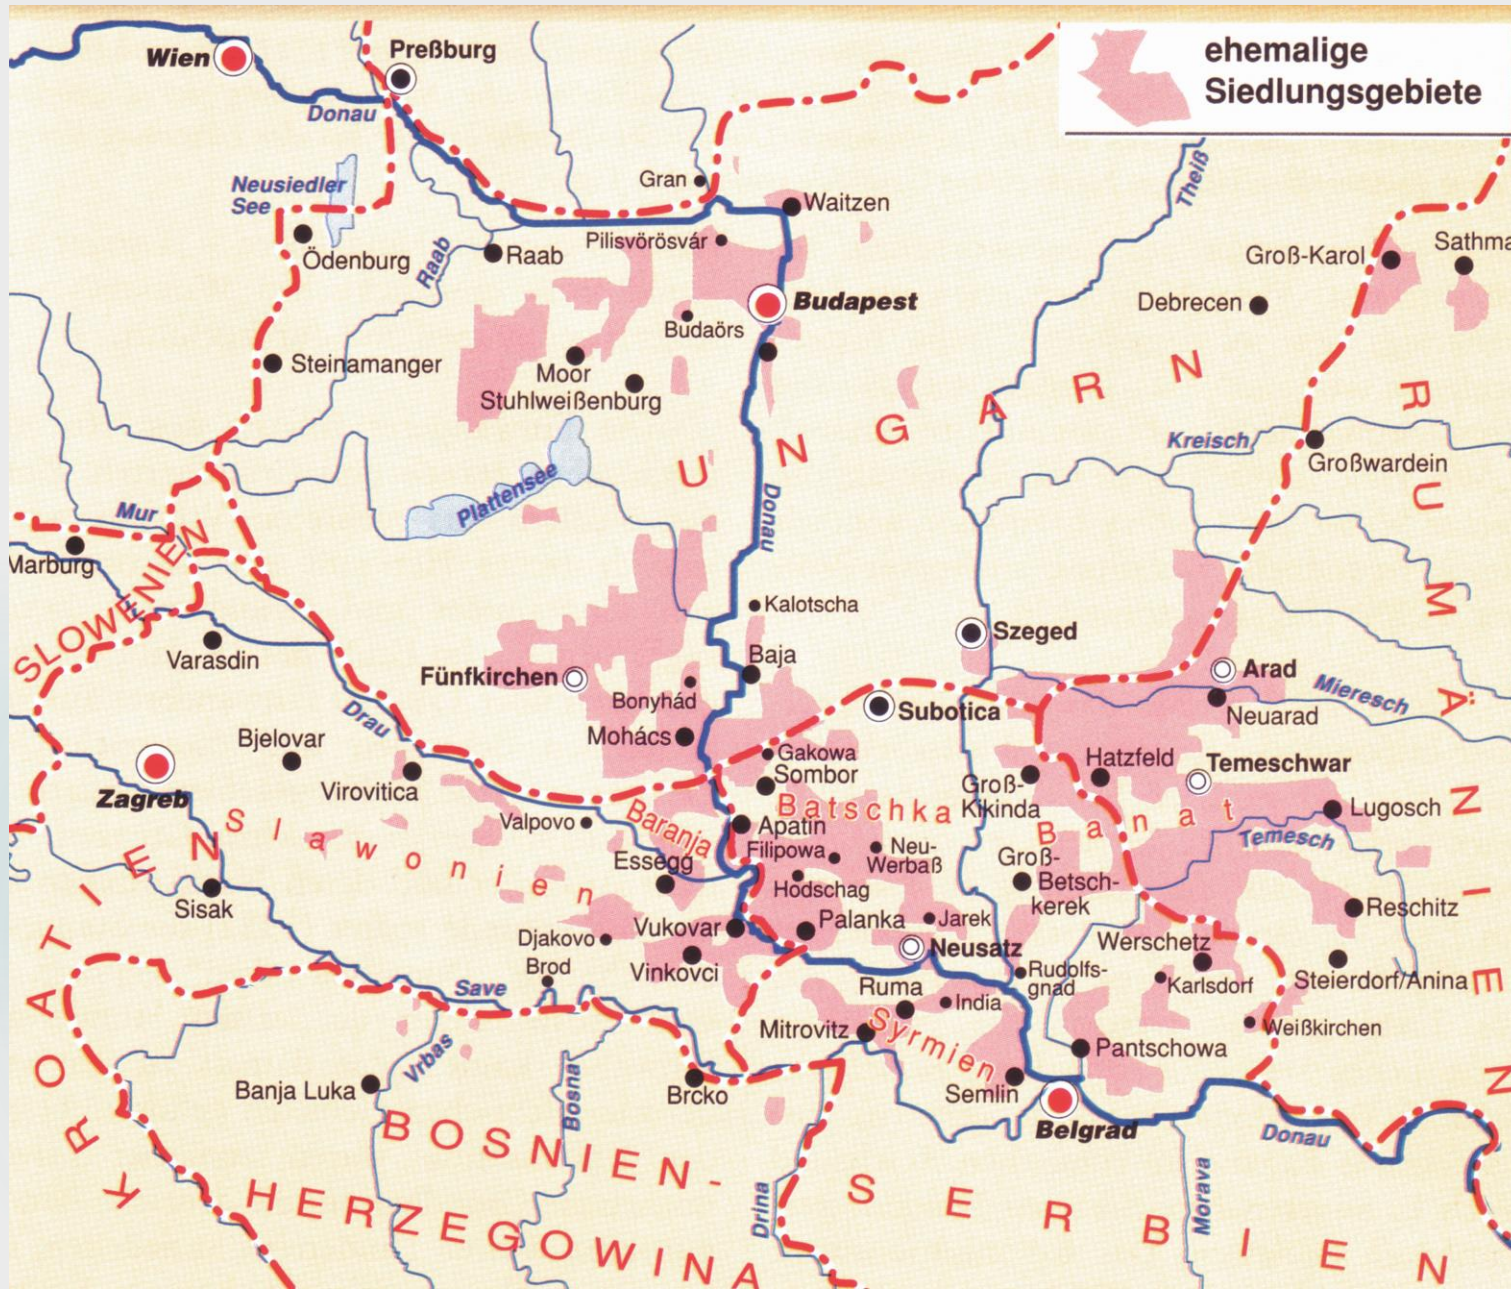 ehemalige
Siedlungsgebiete
Wien
Preßburg
Donau
Neusiedler
See
Ödenburg
Raab
Raab
Gran
Waitzen
Pilisvörösvár
Theiß
Groß-Karol
Sathma
Debrecen
Budapest
Budaörs
Steinamanger
Moor
Stuhlweißenburg
UNGARN
RUMÄNIEN
Kreisch
Großwardein
Plattensee
Donau
Mur
Marburg
SLOWENIEN
Varasdin
Kalotscha
Szeged
Baja
Fünfkirchen
Bonyhád
Mohács
Arad
Mieresch
Neuarad
Subotica
Drau
Bjelovar
Virovitica
Zagreb
Gakowa
Sombor
Batschka
Groß-
Kikinda
Hatzfeld
Temeschwar
Lugosch
Banat
Temesch
Slawonien
Valpovo
Baranja
Apatin
Filipowa
Neu-
Werbaß
Essegg
Hodschag
Groß-
Betsch-
kerek
Sisak
Reschitz
Vukovar
Palanka
Jarek
Djakovo
Vinkovci
Neusatz
Werschetz
Brod
Save
Rudolfs-
gnad
Karlsdorf
Steierdorf/Anina
Ruma
India
Mitrovitz
Syrmien
Weißkirchen
KROATIEN
Vrbas
Pantschowa
Banja Luka
Bosna
Brcko
Semlin
Belgrad
Donau
BOSNIEN-
HERZEGOWINA
Drina
Morava
SERBIEN